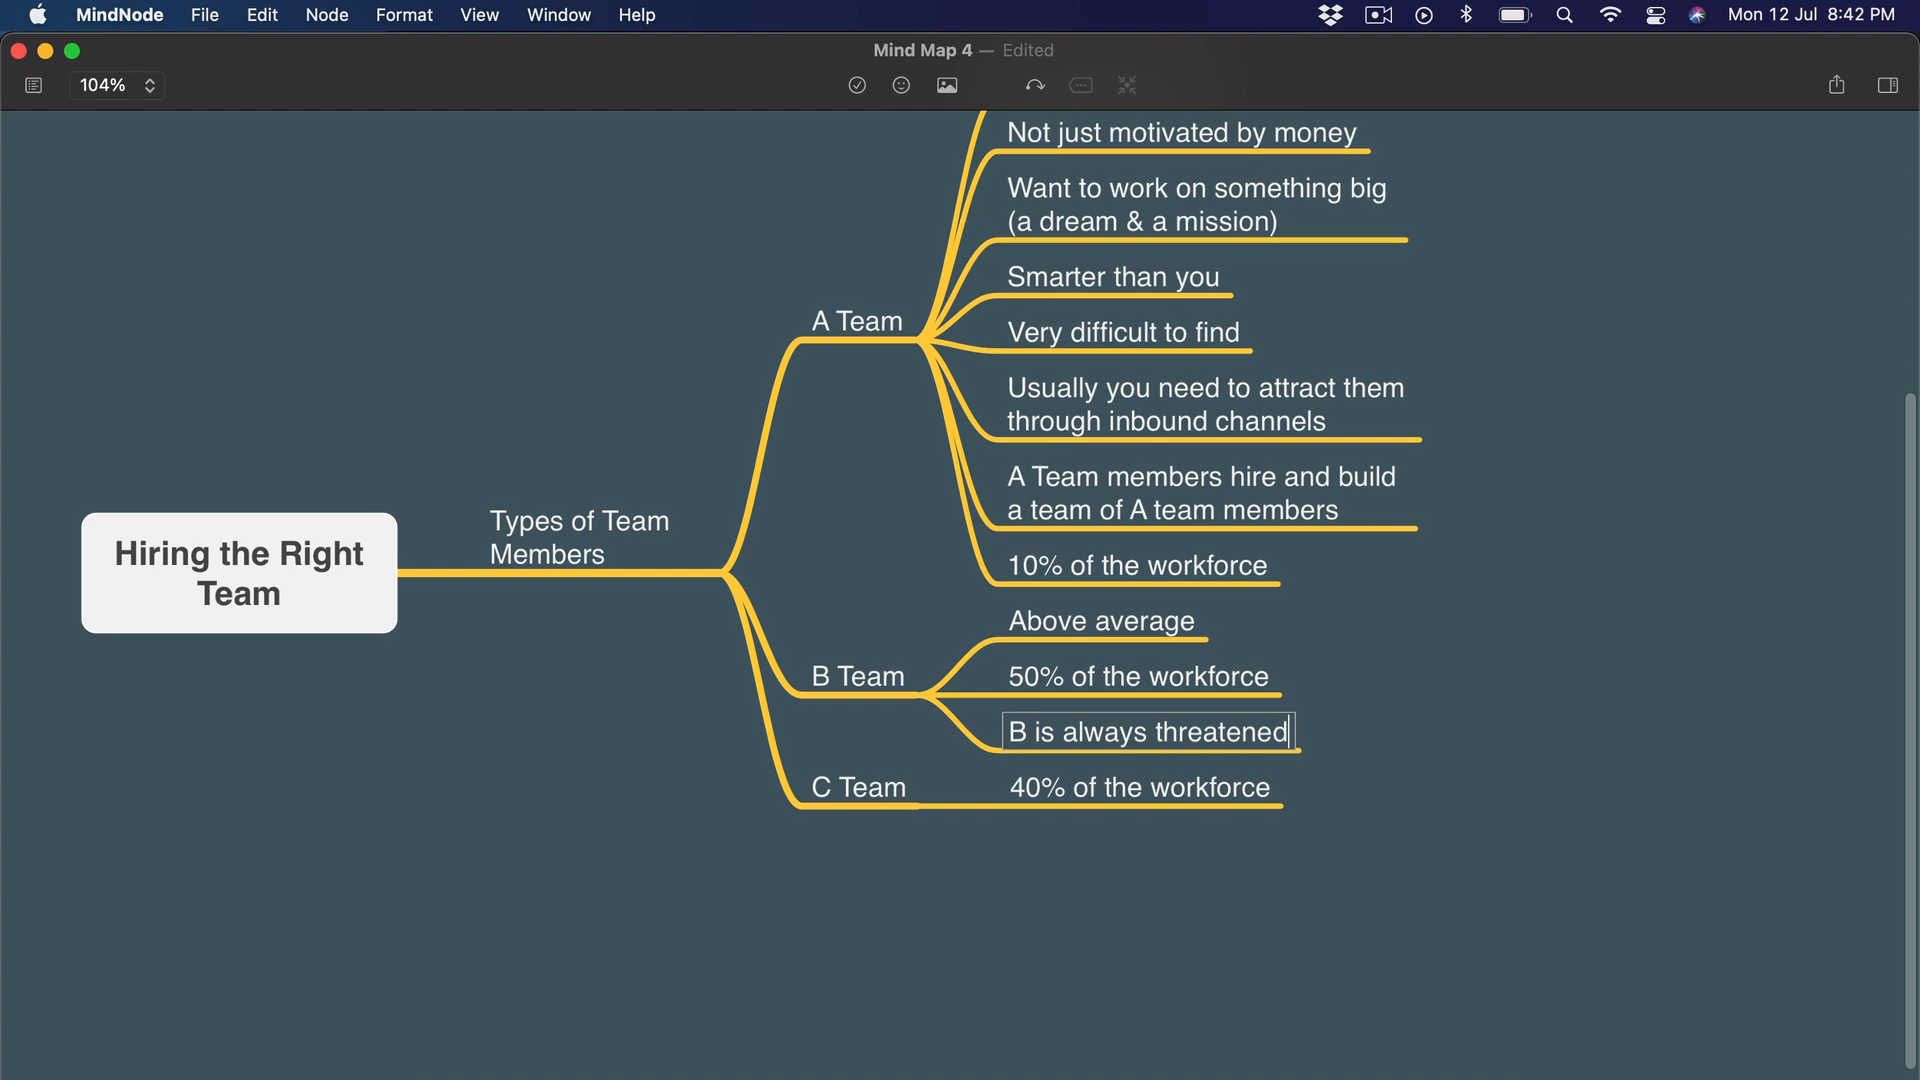 MindNode File Edit Node Format View Window Help Mon 12 Jul 8:42 PM
Mind Map 4 — Edited
104%
Not just motivated by money
Want to work on something big
(a dream & a mission)
Smarter than you
A Team
Very difficult to find
Usually you need to attract them
through inbound channels
A Team members hire and build
a team of A team members
Types of Team
Members
Hiring the Right
Team
10% of the workforce
Above average
B Team
50% of the workforce
B is always threatened
C Team
40% of the workforce